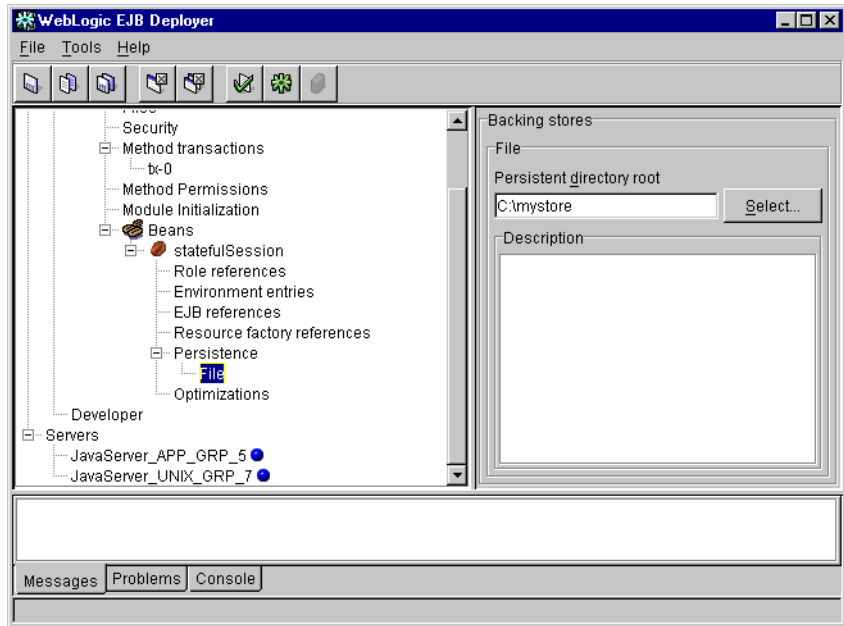 WebLogic EJB Deployer
File Tools Help
Security
Method transactions
tx-0
Method Permissions
Module Initialization
Beans
statefulSession
Role references
Environment entries
EJB references
Resource factory references
Persistence
File
Optimizations
Developer
Servers
JavaServer_APP_GRP_5
JavaServer_UNIX_GRP_7
Backing stores
File
Persistent directory root
C:\mystore Select...
Description
Messages Problems Console